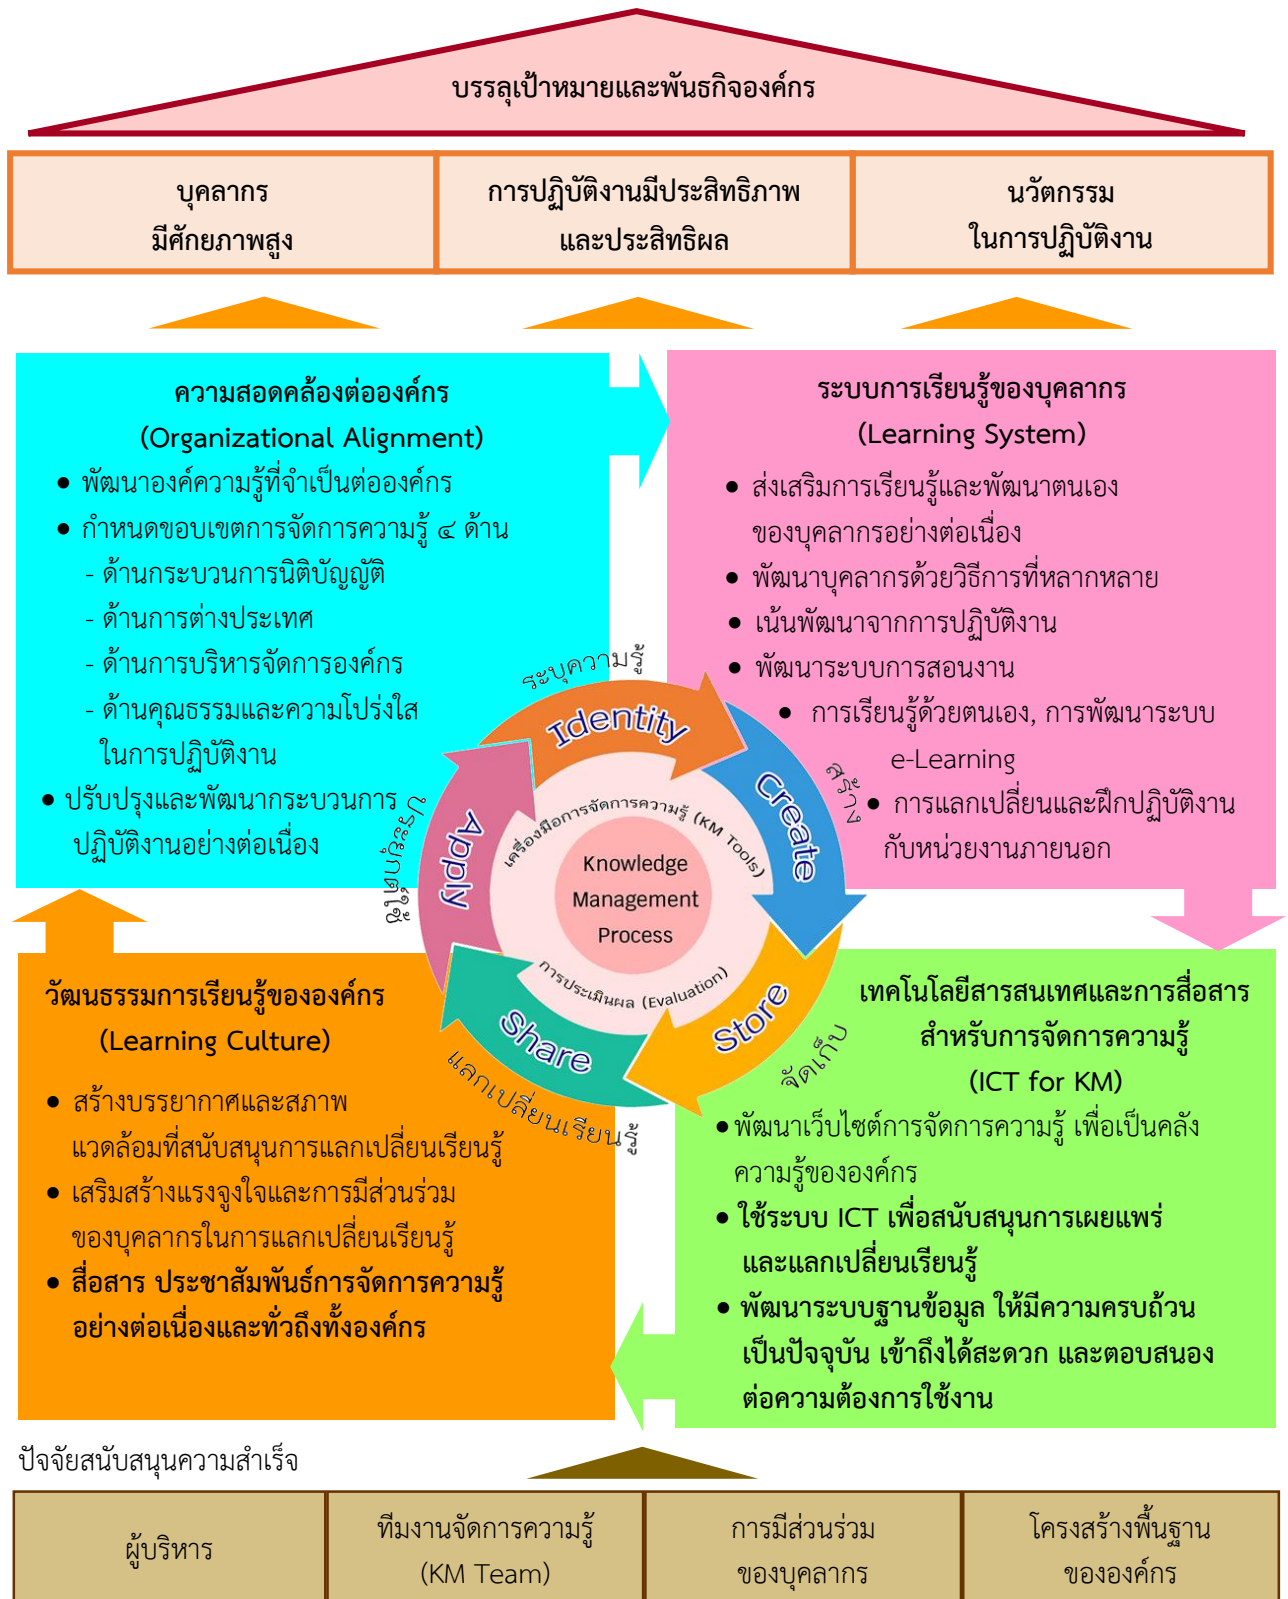 บรรลุเป้าหมายและพันธกิจองค์กร
บุคลากร
มีศักยภาพสูง
การปฏิบัติงานมีประสิทธิภาพ
และประสิทธิผล
นวัตกรรม
ในการปฏิบัติงาน
ความสอดคล้องต่อองค์กร
(Organizational Alignment)
● พัฒนาองค์ความรู้ที่จำเป็นต่อองค์กร
● กำหนดขอบเขตการจัดการความรู้ ๔ ด้าน
- ด้านกระบวนการนิติบัญญัติ
- ด้านการต่างประเทศ
- ด้านการบริหารจัดการองค์กร
- ด้านคุณธรรมและความโปร่งใส
ในการปฏิบัติงาน
● ปรับปรุงและพัฒนากระบวนการ
ปฏิบัติงานอย่างต่อเนื่อง
ระบบการเรียนรู้ของบุคลากร
(Learning System)
● ส่งเสริมการเรียนรู้และพัฒนาตนเอง
ของบุคลากรอย่างต่อเนื่อง
● พัฒนาบุคลากรด้วยวิธีการที่หลากหลาย
● เน้นพัฒนาจากการปฏิบัติงาน
● พัฒนาระบบการสอนงาน
● การเรียนรู้ด้วยตนเอง, การพัฒนาระบบ
e-Learning
● การแลกเปลี่ยนและฝึกปฏิบัติงาน
กับหน่วยงานภายนอก
ระบุความรู้
Identity
สร้าง
Create
จัดเก็บ
Store
แลกเปลี่ยนเรียนรู้
Share
ประยุกต์ใช้
Apply
เครื่องมือการจัดการความรู้ (KM Tools)
Knowledge
Management
Process
การประเมินผล (Evaluation)
วัฒนธรรมการเรียนรู้ขององค์กร
(Learning Culture)
● สร้างบรรยากาศและสภาพ
แวดล้อมที่สนับสนุนการแลกเปลี่ยนเรียนรู้
● เสริมสร้างแรงจูงใจและการมีส่วนร่วม
ของบุคลากรในการแลกเปลี่ยนเรียนรู้
● สื่อสาร ประชาสัมพันธ์การจัดการความรู้
อย่างต่อเนื่องและทั่วถึงทั้งองค์กร
เทคโนโลยีสารสนเทศและการสื่อสาร
สำหรับการจัดการความรู้
(ICT for KM)
● พัฒนาเว็บไซต์การจัดการความรู้ เพื่อเป็นคลัง
ความรู้ขององค์กร
● ใช้ระบบ ICT เพื่อสนับสนุนการเผยแพร่
และแลกเปลี่ยนเรียนรู้
● พัฒนาระบบฐานข้อมูล ให้มีความครบถ้วน
เป็นปัจจุบัน เข้าถึงได้สะดวก และตอบสนอง
ต่อความต้องการใช้งาน
ปัจจัยสนับสนุนความสำเร็จ
ผู้บริหาร
ทีมงานจัดการความรู้
(KM Team)
การมีส่วนร่วม
ของบุคลากร
โครงสร้างพื้นฐาน
ขององค์กร